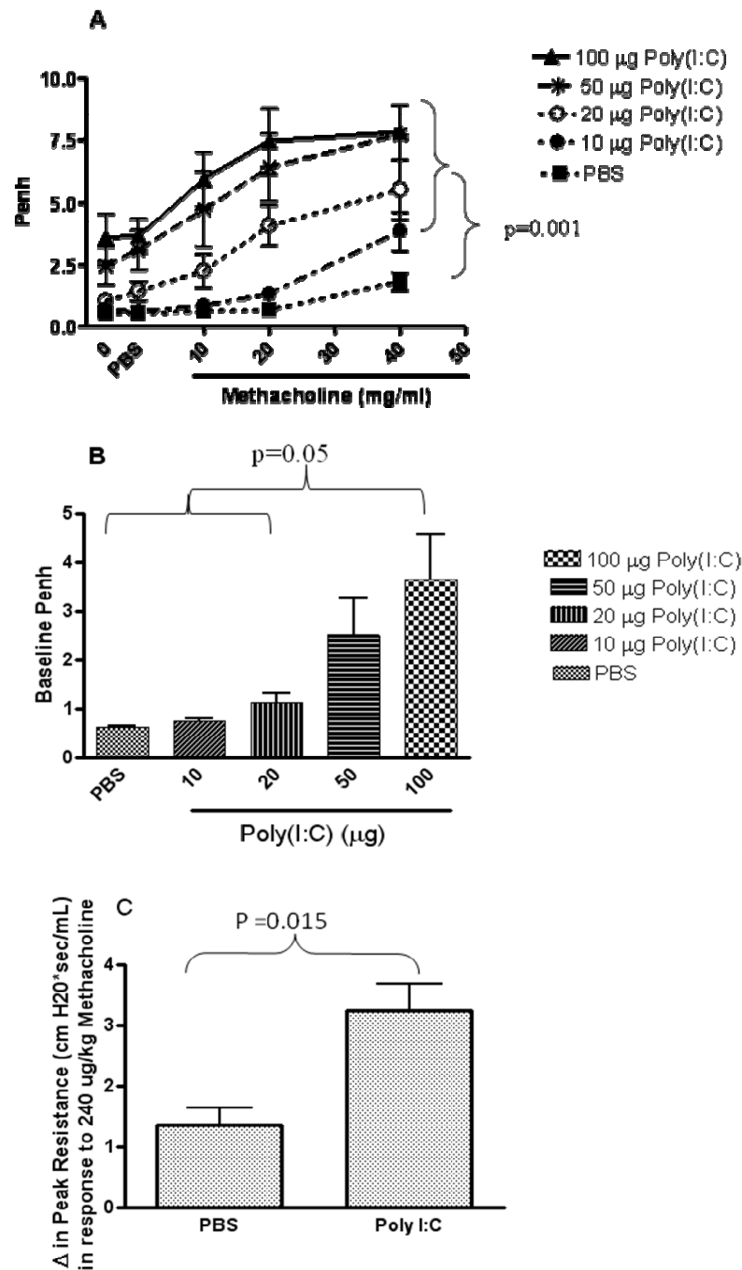 A
100 µg Poly(I:C)
50 µg Poly(I:C)
20 µg Poly(I:C)
10 µg Poly(I:C)
PBS
Penh
10.0
7.5
5.0
2.5
0.0
p=0.001
0 PBS 10 20 30 40 50
Methacholine (mg/ml)
B
p=0.05
Baseline Penh
5
4
3
2
1
0
100 µg Poly(I:C)
50 µg Poly(I:C)
20 µg Poly(I:C)
10 µg Poly(I:C)
PBS
PBS 10 20 50 100
Poly(I:C) (µg)
C
P =0.015
Δ in Peak Resistance (cm H20*sec/mL)
in response to 240 ug/kg Methacholine
4
3
2
1
0
PBS Poly I:C